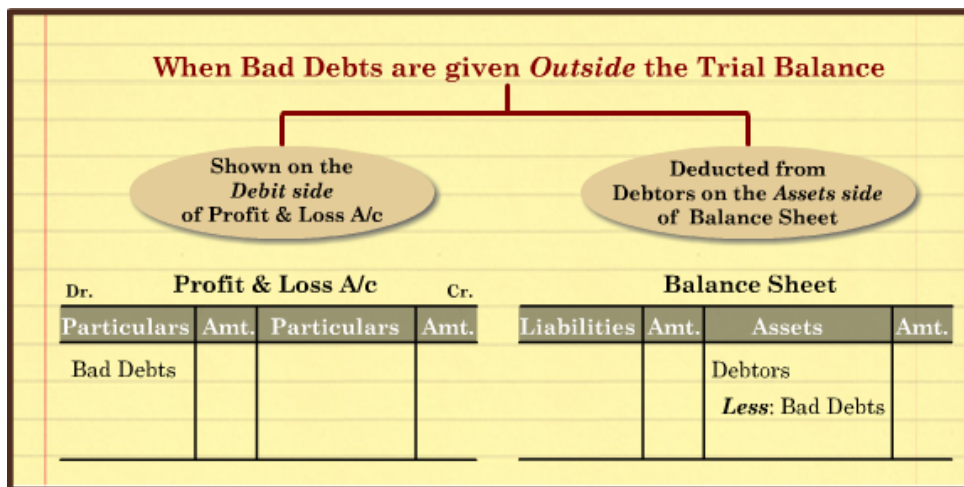 When Bad Debts are given Outside the Trial Balance
Shown on the
Debit side
of Profit & Loss A/c
Deducted from
Debtors on the Assets side
of Balance Sheet
Dr. Profit & Loss A/c Cr.
Particulars Amt. Particulars Amt.
Bad Debts
Balance Sheet
Liabilities Amt. Assets Amt.
Debtors
Less: Bad Debts